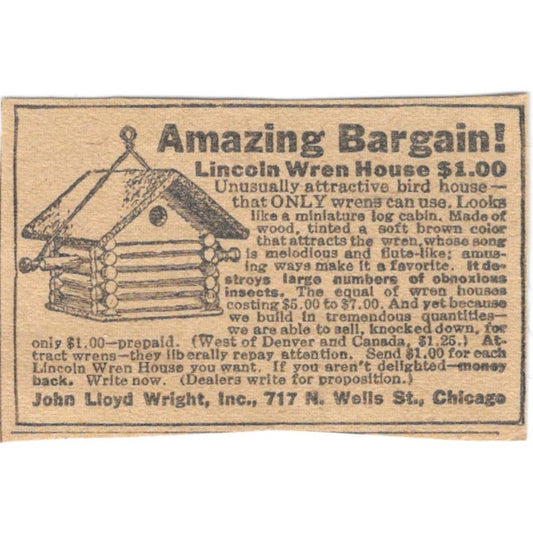 Amazing Bargain!
Lincoln Wren House $1.00
Unusually attractive bird house—
that ONLY wrens can use. Looks
like a miniature log cabin. Made of
wood, tinted a soft brown color
that attracts the wren, whose song
is melodious and flute-like; amus-
ing ways make it a favorite. It de-
stroys large numbers of obnoxious
insects. The equal of wren houses
costing $5.00 to $7.00. And yet because
we build in tremendous quantities—
we are able to sell, knocked down, for
only $1.00—prepaid. (West of Denver and Canada, $1.25.) At-
tract wrens—they liberally repay attention. Send $1.00 for each
Lincoln Wren House you want. If you aren't delighted—money
back. Write now. (Dealers write for proposition.)
John Lloyd Wright, Inc., 717 N. Wells St., Chicago